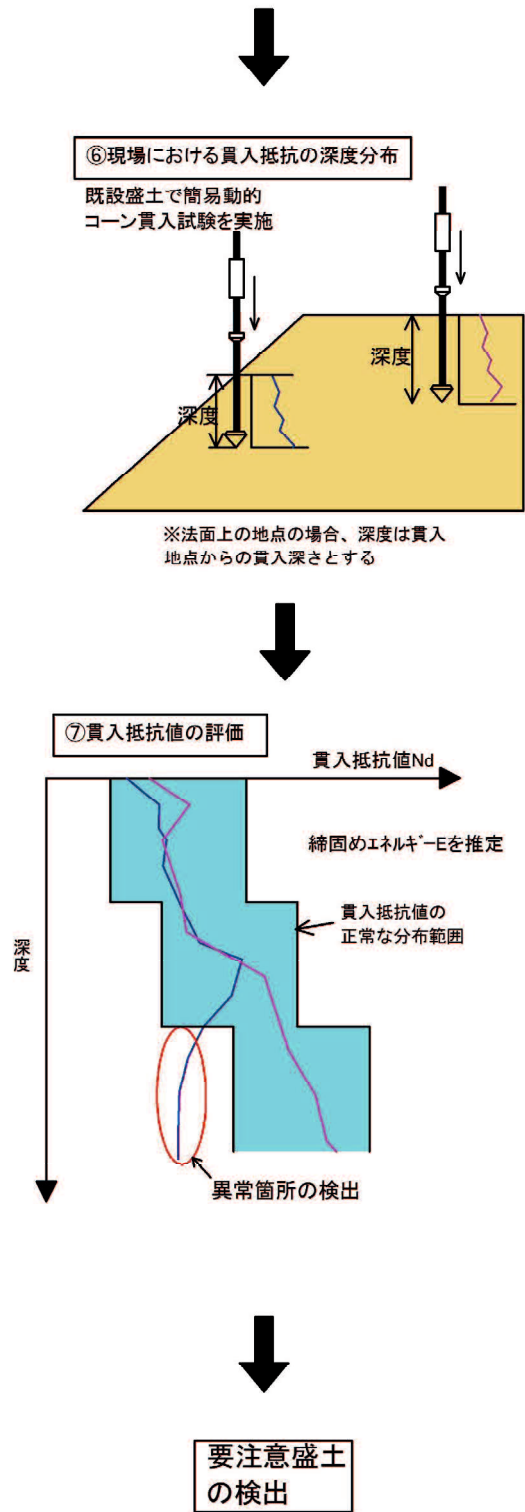 ⑥現場における貫入抵抗の深度分布
既設盛土で簡易動的
コーン貫入試験を実施
深度
深度
※法面上の地点の場合、深度は貫入
地点からの貫入深さとする
⑦貫入抵抗値の評価
貫入抵抗値Nd
締固めエネルギーEを推定
貫入抵抗値の
正常な分布範囲
深度
異常箇所の検出
要注意盛土
の検出